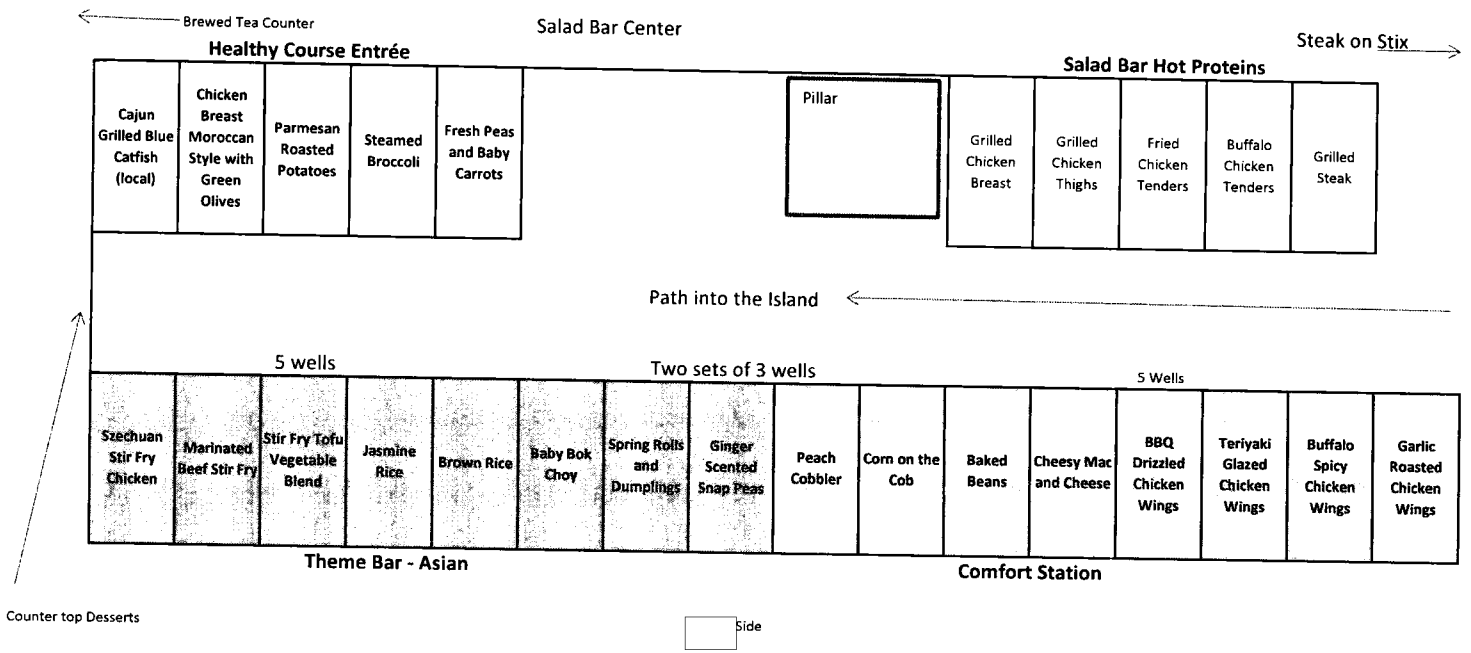 Brewed Tea Counter
Salad Bar Center
Steak on Stix
Healthy Course Entrée
Salad Bar Hot Proteins
Cajun
Grilled Blue
Catfish
(local)
Chicken
Breast
Moroccan
Style with
Green
Olives
Parmesan
Roasted
Potatoes
Steamed
Broccoli
Fresh Peas
and Baby
Carrots
Pillar
Grilled
Chicken
Breast
Grilled
Chicken
Thighs
Fried
Chicken
Tenders
Buffalo
Chicken
Tenders
Grilled
Steak
Path into the Island
5 wells
Two sets of 3 wells
5 Wells
Szechuan
Stir Fry
Chicken
Marinated
Beef Stir Fry
Stir Fry Tofu
Vegetable
Blend
Jasmine
Rice
Brown Rice
Baby Bok
Choy
Spring Rolls
and
Dumplings
Ginger
Scented
Snap Peas
Peach
Cobbler
Corn on the
Cob
Baked
Beans
Cheesy Mac
and Cheese
BBQ
Drizzled
Chicken
Wings
Teriyaki
Glazed
Chicken
Wings
Buffalo
Spicy
Chicken
Wings
Garlic
Roasted
Chicken
Wings
Theme Bar - Asian
Comfort Station
Counter top Desserts
Side